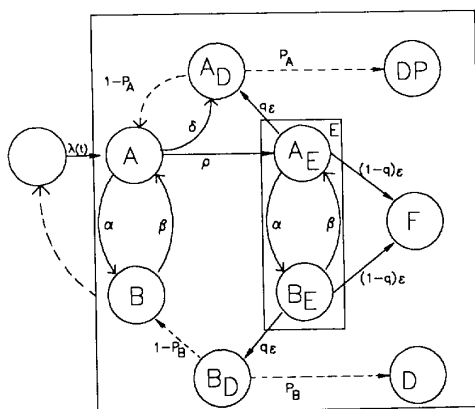 A_D
P_A
DP
1-P_A
qε
E
λ(t)
δ
A
ρ
A_E
(1-q)ε
α
β
α
β
F
B
B_E
(1-q)ε
1-P_B
qε
B_D
P_B
D